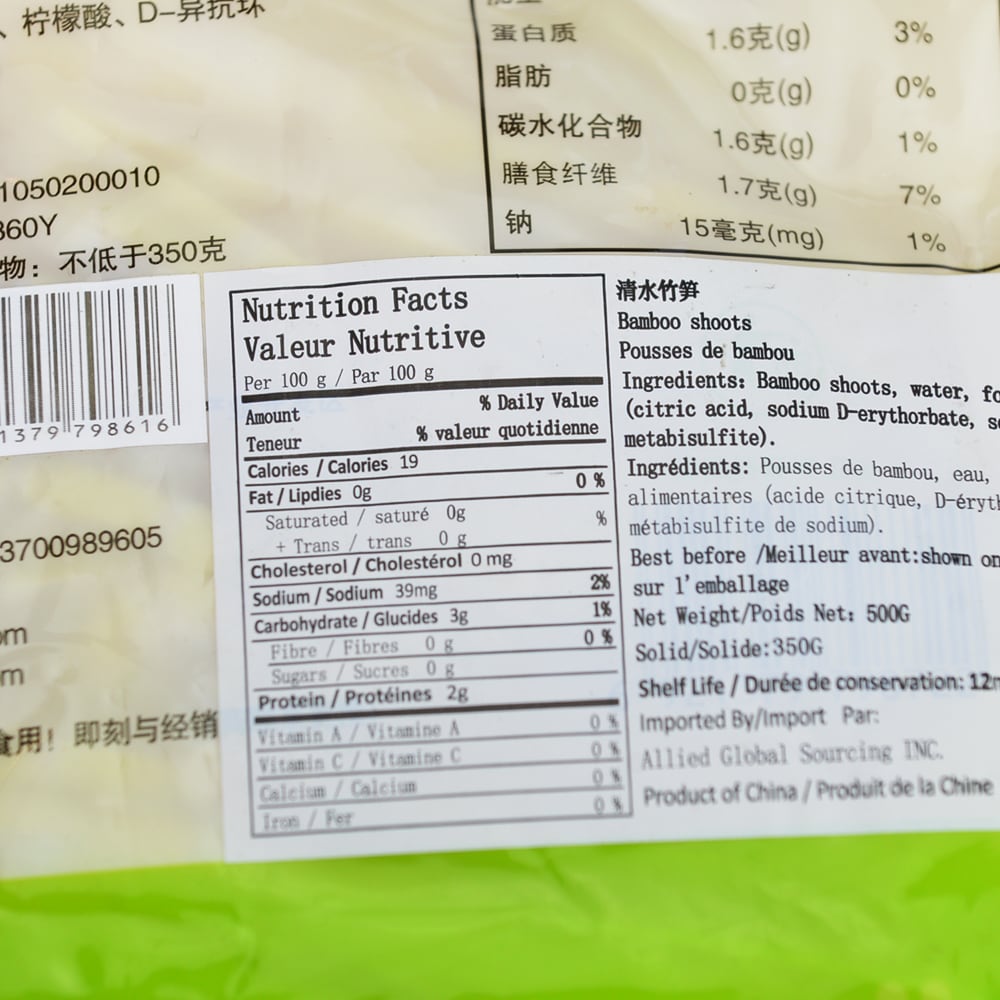 、柠檬酸、D-异抗坏
蛋白质 1.6克(g) 3%
脂肪 0克(g) 0%
碳水化合物 1.6克(g) 1%
膳食纤维 1.7克(g) 7%
钠 15毫克(mg) 1%
1050200010
360Y
物：不低于350克
1379 798616
3700989605
om
m
食用！即刻与经销
Nutrition Facts
Valeur Nutritive
Per 100 g / Par 100 g
Amount % Daily Value
Teneur % valeur quotidienne
Calories / Calories 19
Fat / Lipdies 0g 0 %
Saturated / saturé 0g %
+ Trans / trans 0 g
Cholesterol / Cholestérol 0 mg
Sodium / Sodium 39mg 2%
Carbohydrate / Glucides 3g 1%
Fibre / Fibres 0 g 0 %
Sugars / Sucres 0 g
Protein / Protéines 2g
Vitamin A / Vitamine A 0 %
Vitamin C / Vitamine C 0 %
Calcium / Calcium 0 %
Iron / Fer 0 %
清水竹笋
Bamboo shoots
Pousses de bambou
Ingredients: Bamboo shoots, water, fo
(citric acid, sodium D-erythorbate, s
metabisulfite).
Ingrédients: Pousses de bambou, eau,
alimentaires (acide citrique, D-éryth
métabisulfite de sodium).
Best before /Meilleur avant:shown on
sur l'emballage
Net Weight/Poids Net: 500G
Solid/Solide:350G
Shelf Life / Durée de conservation: 12m
Imported By/Import Par:
Allied Global Sourcing INC.
Product of China / Produit de la Chine